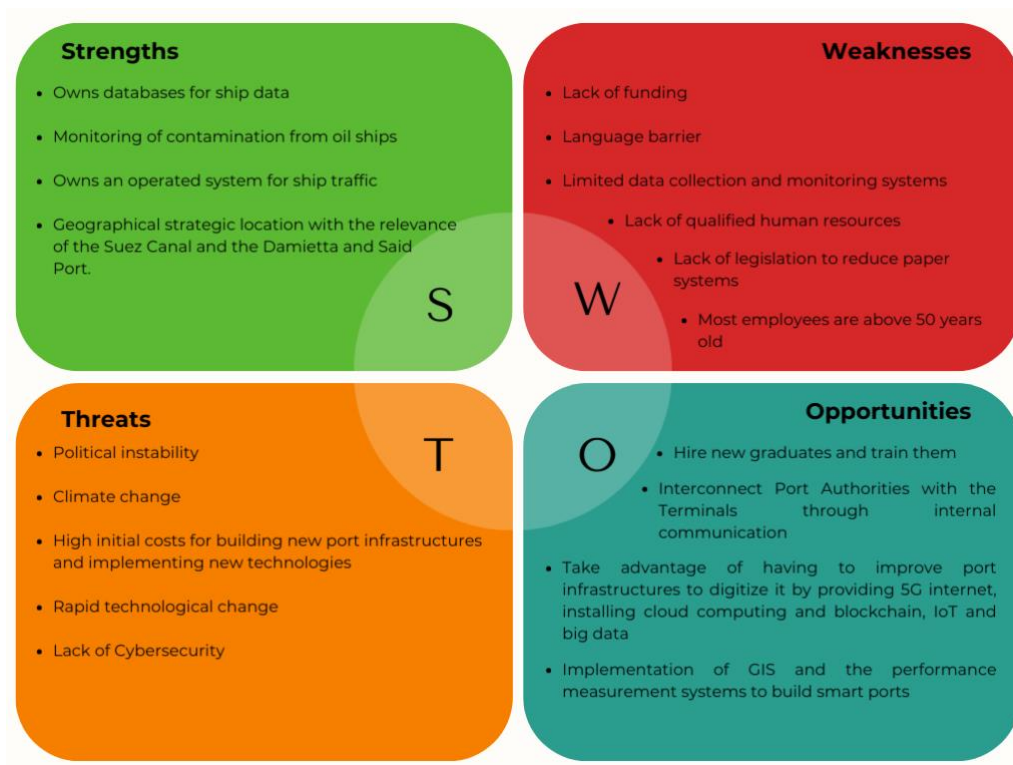 Strengths
• Owns databases for ship data
• Monitoring of contamination from oil ships
• Owns an operated system for ship traffic
• Geographical strategic location with the relevance
of the Suez Canal and the Damietta and Said
Port.
S
Weaknesses
• Lack of funding
• Language barrier
• Limited data collection and monitoring systems
• Lack of qualified human resources
• Lack of legislation to reduce paper
systems
• Most employees are above 50 years
old
W
Threats
• Political instability
• Climate change
• High initial costs for building new port infrastructures
and implementing new technologies
• Rapid technological change
• Lack of Cybersecurity
T
Opportunities
• Hire new graduates and train them
• Interconnect Port Authorities with the
Terminals through internal
communication
• Take advantage of having to improve port
infrastructures to digitize it by providing 5G internet,
installing cloud computing and blockchain, IoT and
big data
• Implementation of GIS and the performance
measurement systems to build smart ports
O